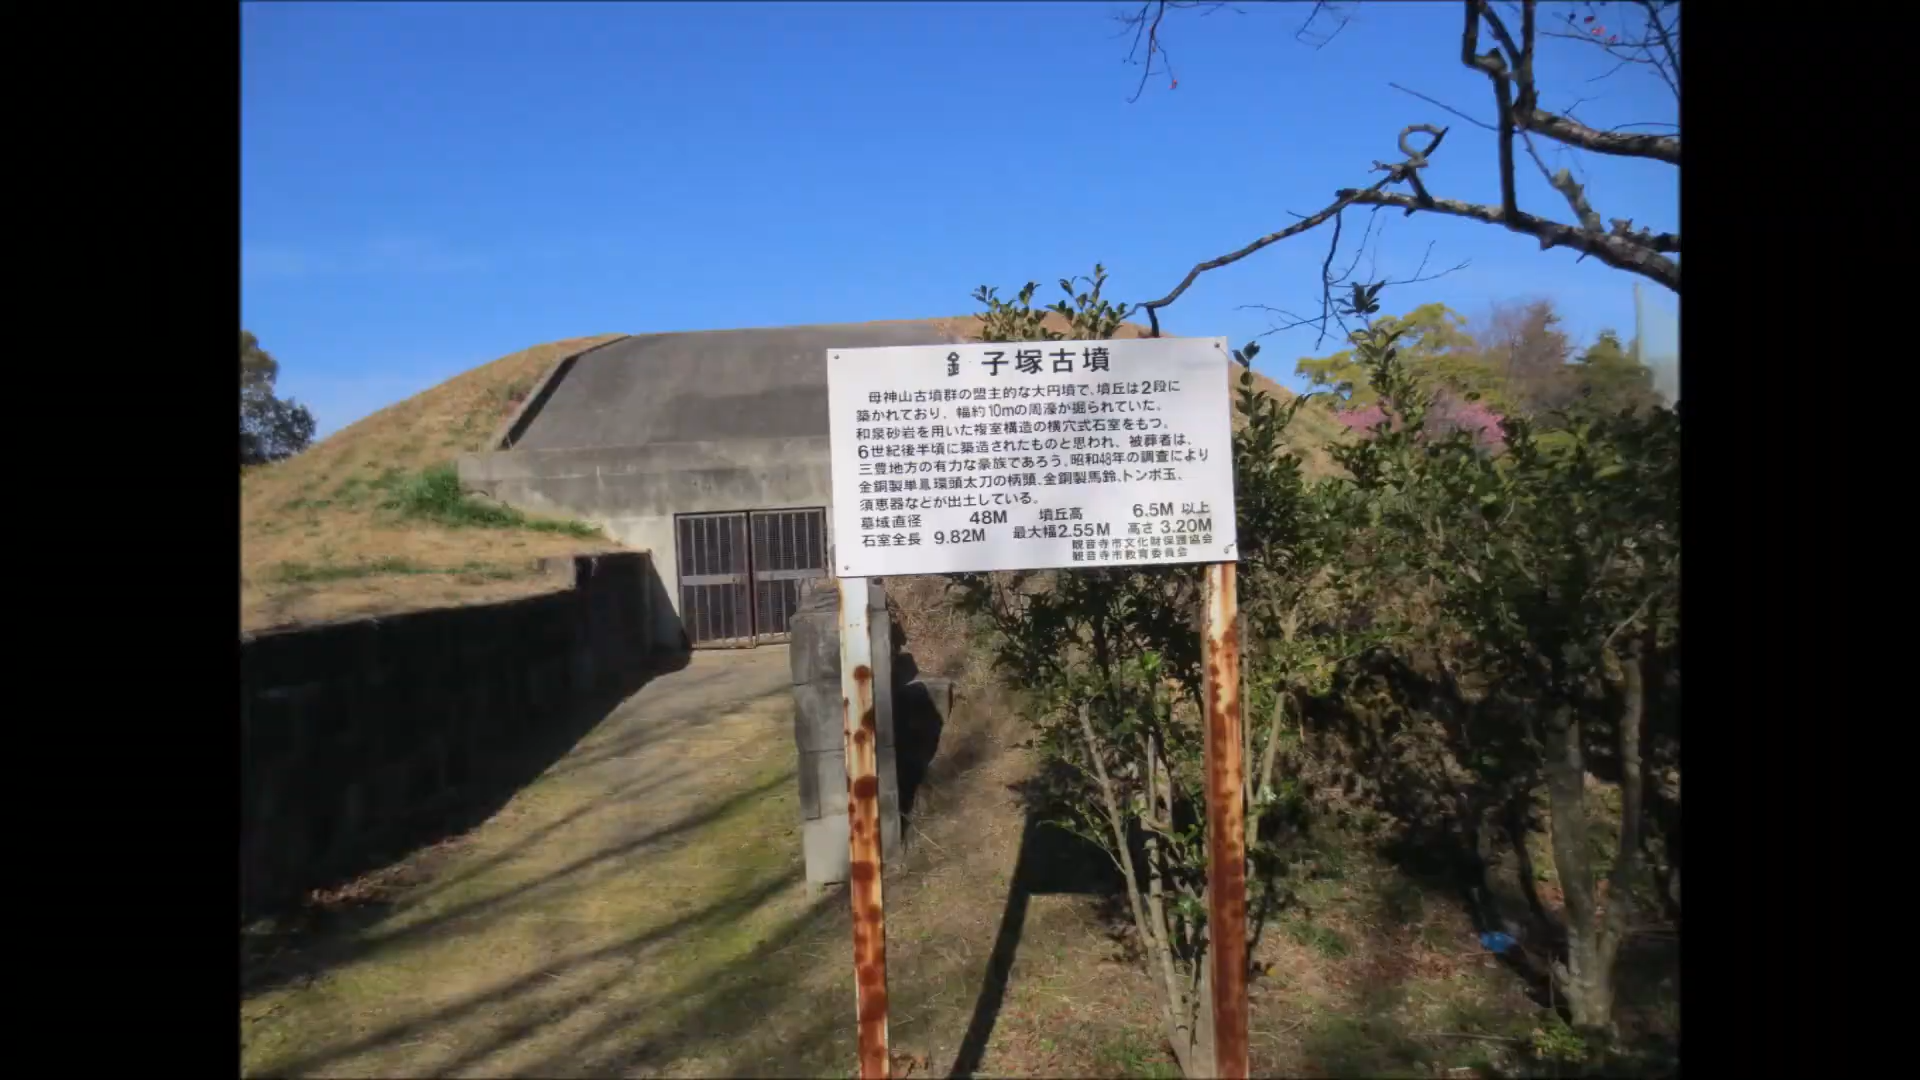 鑵子塚古墳
母神山古墳群の盟主的な大円墳で、墳丘は2段に
築かれており、幅約10mの周濠が掘られていた。
和泉砂岩を用いた複室構造の横穴式石室をもつ。
6世紀後半頃に築造されたものと思われ、被葬者は、
三豊地方の有力な豪族であろう。昭和48年の調査により
金銅製単鳳環頭太刀の柄頭、金銅製馬鈴、トンボ玉、
須恵器などが出土している。
墓域直径 48M 墳丘高 6.5M 以上
石室全長 9.82M 最大幅2.55M 高さ 3.20M
観音寺市文化財保護協会
観音寺市教育委員会